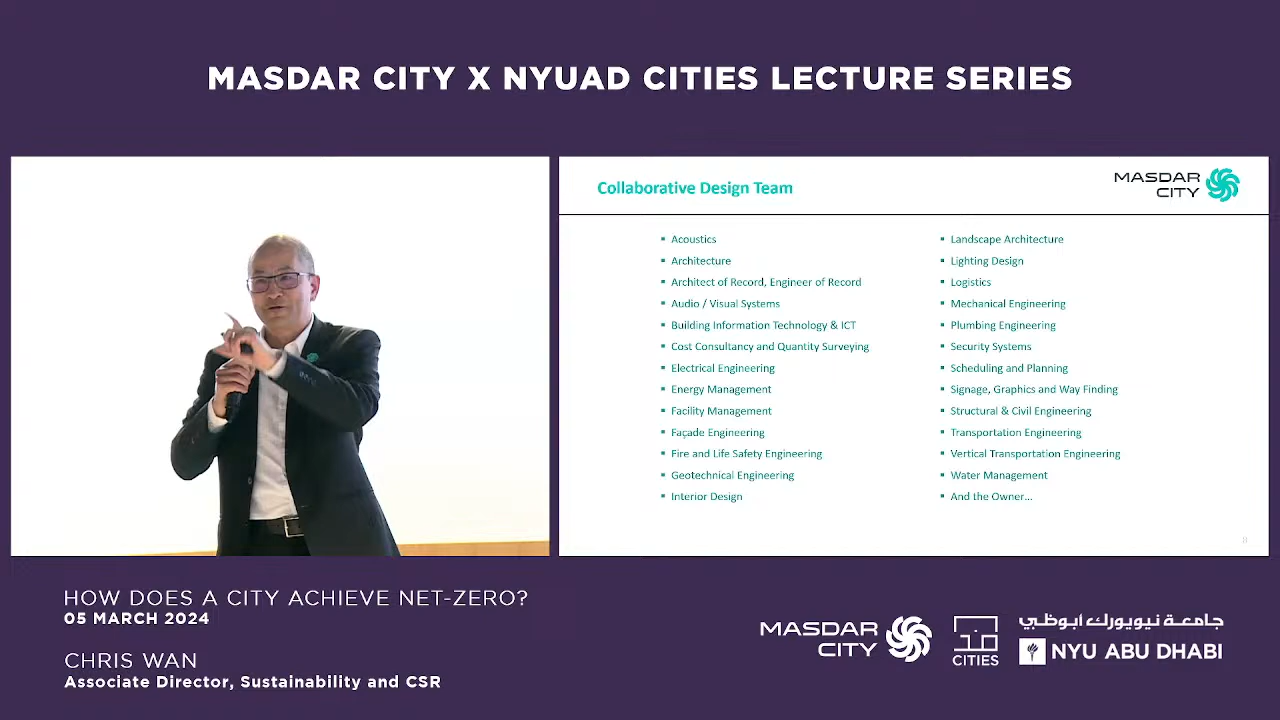 MASDAR CITY X NYUAD CITIES LECTURE SERIES
Collaborative Design Team
MASDAR
CITY
▪ Acoustics
▪ Architecture
▪ Architect of Record, Engineer of Record
▪ Audio / Visual Systems
▪ Building Information Technology & ICT
▪ Cost Consultancy and Quantity Surveying
▪ Electrical Engineering
▪ Energy Management
▪ Facility Management
▪ Façade Engineering
▪ Fire and Life Safety Engineering
▪ Geotechnical Engineering
▪ Interior Design
▪ Landscape Architecture
▪ Lighting Design
▪ Logistics
▪ Mechanical Engineering
▪ Plumbing Engineering
▪ Security Systems
▪ Scheduling and Planning
▪ Signage, Graphics and Way Finding
▪ Structural & Civil Engineering
▪ Transportation Engineering
▪ Vertical Transportation Engineering
▪ Water Management
▪ And the Owner...
8
HOW DOES A CITY ACHIEVE NET-ZERO?
05 MARCH 2024
CHRIS WAN
Associate Director, Sustainability and CSR
MASDAR
CITY
CITIES
جامعة نيويورك أبوظبي
NYU ABU DHABI